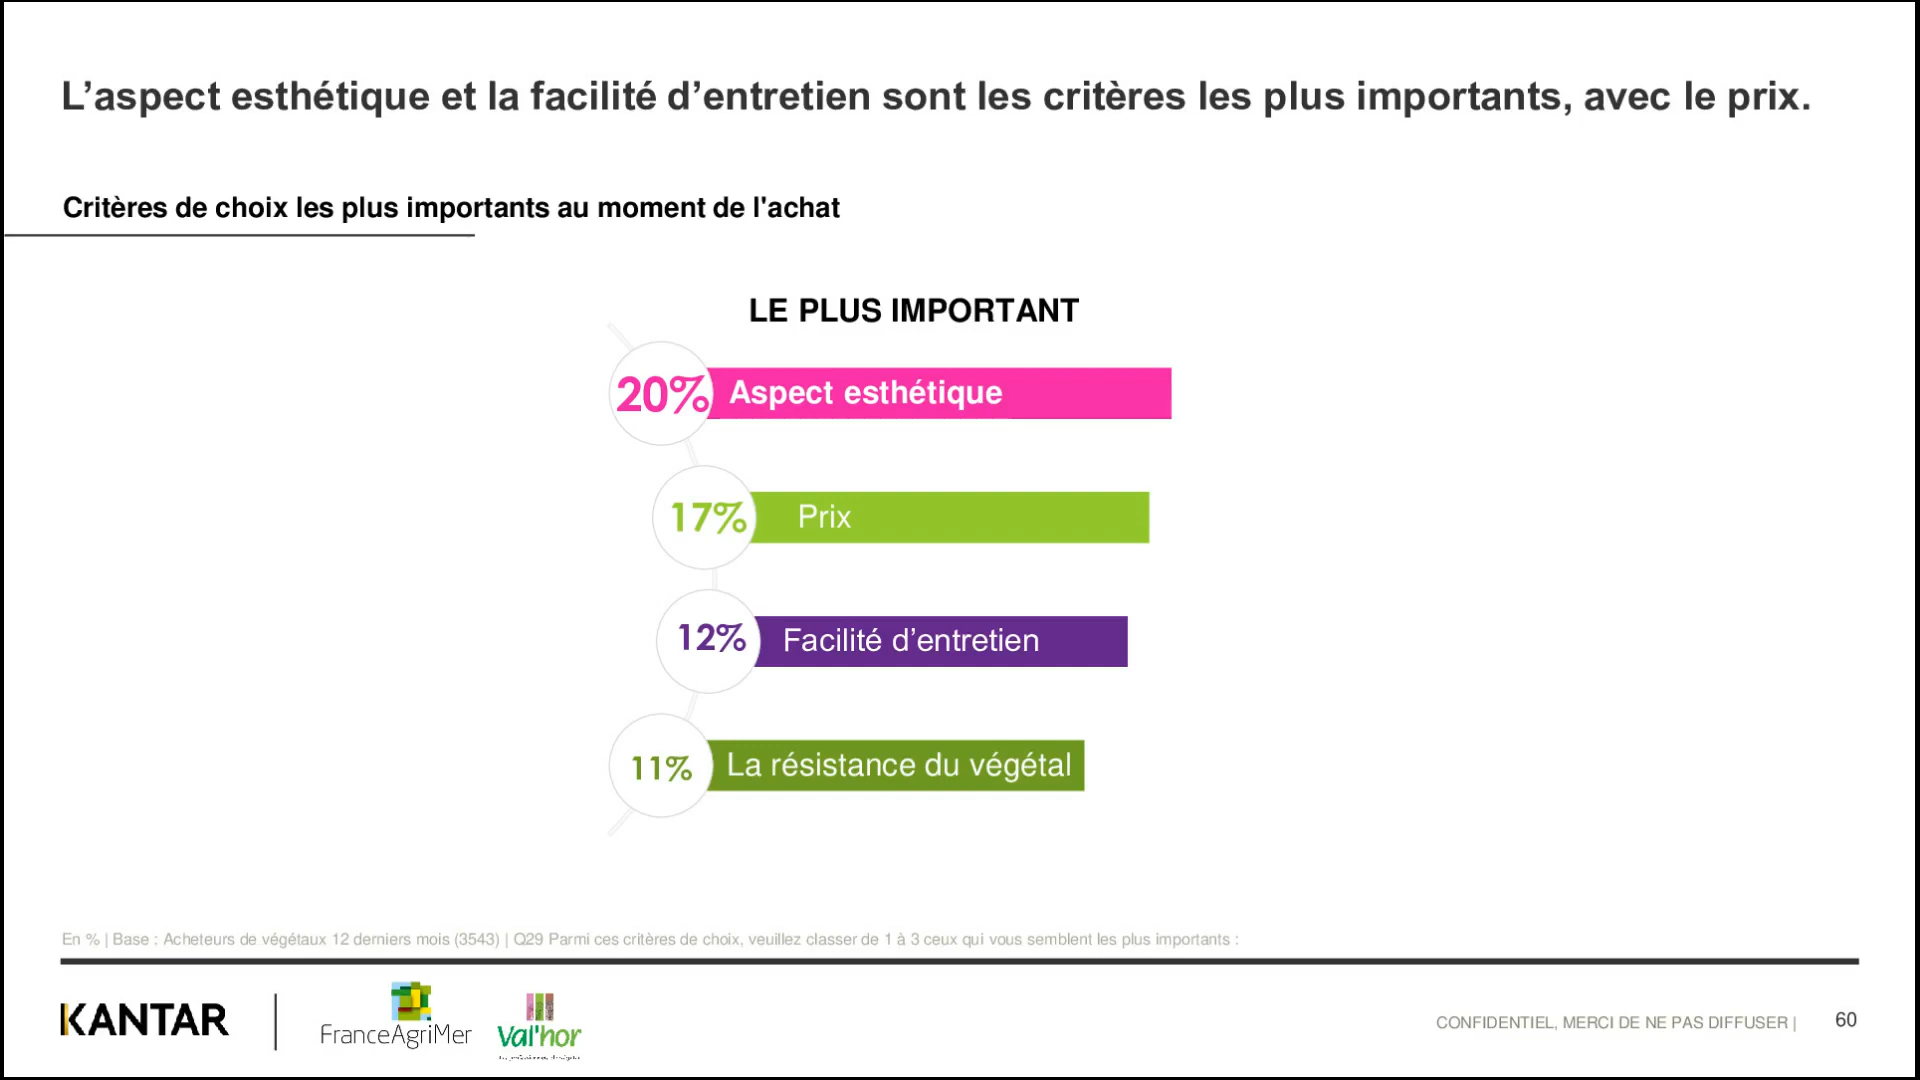 L’aspect esthétique et la facilité d’entretien sont les critères les plus importants, avec le prix.
Critères de choix les plus importants au moment de l'achat
LE PLUS IMPORTANT
20% Aspect esthétique
17% Prix
12% Facilité d’entretien
11% La résistance du végétal
En % | Base : Acheteurs de végétaux 12 derniers mois (3543) | Q29 Parmi ces critères de choix, veuillez classer de 1 à 3 ceux qui vous semblent les plus importants :
KANTAR
FranceAgriMer
Val'hor
CONFIDENTIEL, MERCI DE NE PAS DIFFUSER |
60